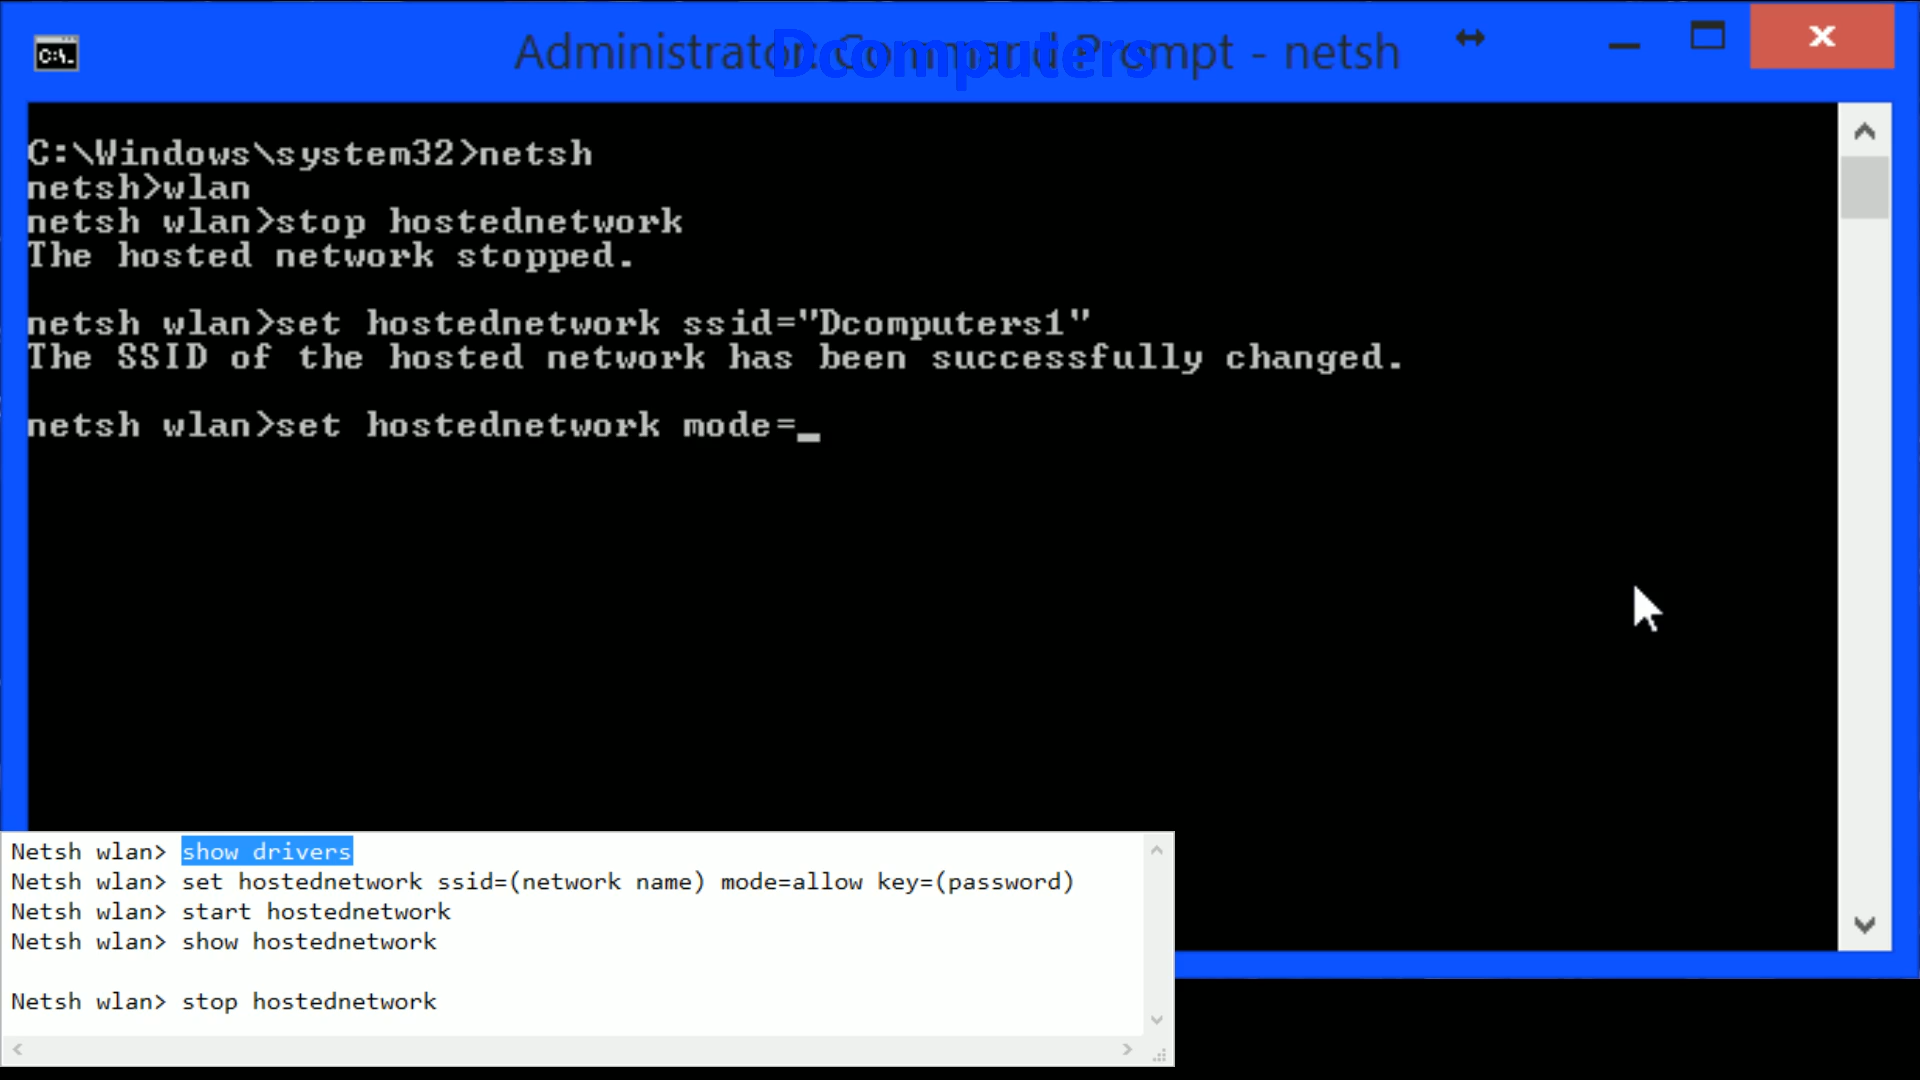 Administrator: Command Prompt - netsh
Dcomputers
C:\.
C:\Windows\system32>netsh
netsh>wlan
netsh wlan>stop hostednetwork
The hosted network stopped.
netsh wlan>set hostednetwork ssid="Dcomputers1"
The SSID of the hosted network has been successfully changed.
netsh wlan>set hostednetwork mode=_
Netsh wlan> show drivers
Netsh wlan> set hostednetwork ssid=(network name) mode=allow key=(password)
Netsh wlan> start hostednetwork
Netsh wlan> show hostednetwork
Netsh wlan> stop hostednetwork